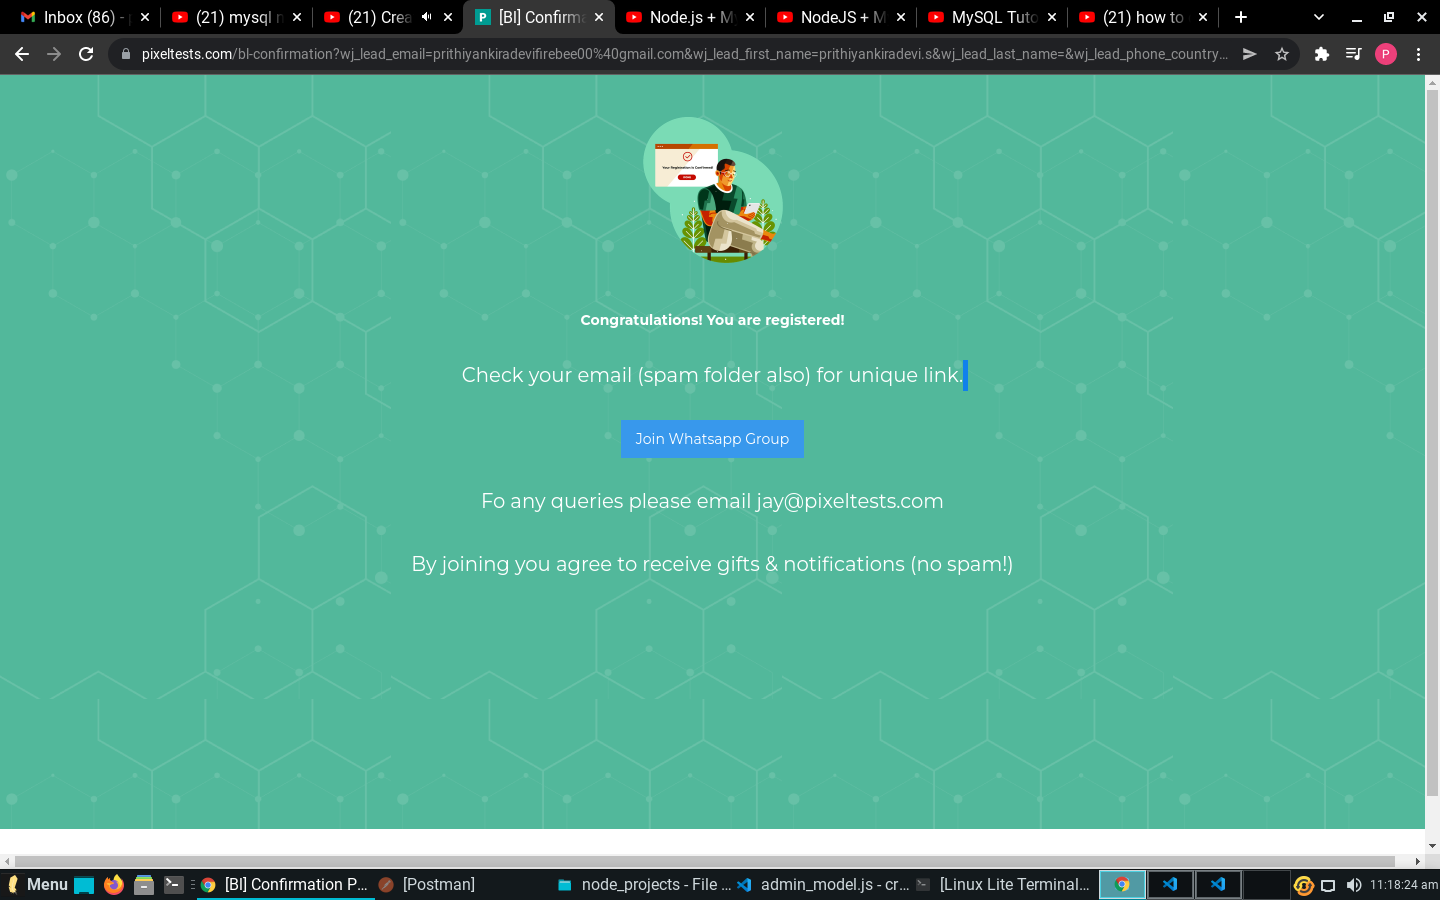 Inbox (86) - p
(21) mysql n
(21) Crea
[BI] Confirma
Node.js + My
NodeJS + M
MySQL Tuto
(21) how to
pixeltests.com/bl-confirmation?wj_lead_email=prithiyankiradevifirebee00%40gmail.com&wj_lead_first_name=prithiyankiradevi.s&wj_lead_last_name=&wj_lead_phone_country...
P
Your Registration is Confirmed!
Congratulations! You are registered!
Check your email (spam folder also) for unique link.
Join Whatsapp Group
Fo any queries please email jay@pixeltests.com
By joining you agree to receive gifts & notifications (no spam!)
Menu
[BI] Confirmation P...
[Postman]
node_projects - File ...
admin_model.js - cr...
[Linux Lite Terminal...
11:18:24 am